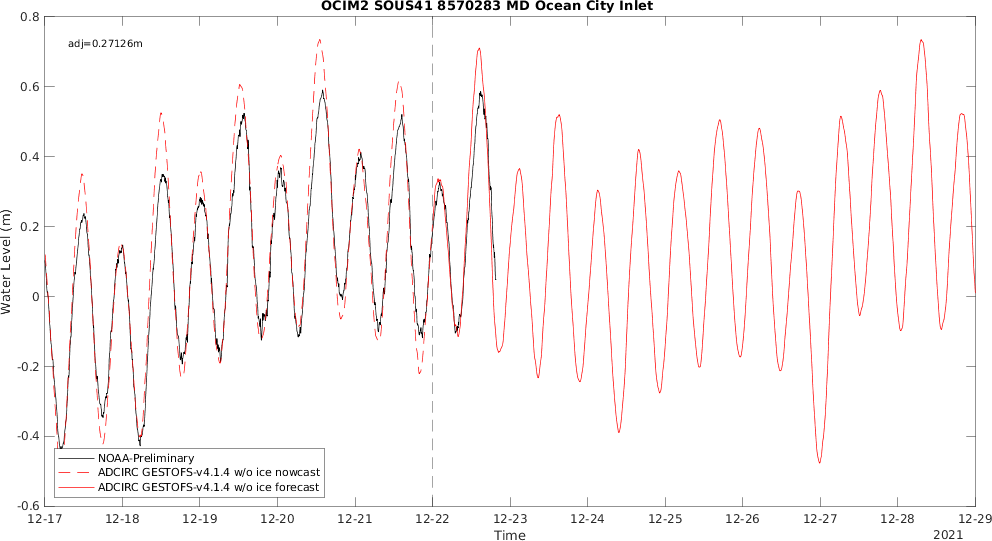 OCIM2 SOUS41 8570283 MD Ocean City Inlet
adj=0.27126m
Water Level (m)
0.8
0.6
0.4
0.2
0
-0.2
-0.4
-0.6
NOAA-Preliminary
ADCIRC GESTOFS-v4.1.4 w/o ice nowcast
ADCIRC GESTOFS-v4.1.4 w/o ice forecast
12-17 12-18 12-19 12-20 12-21 12-22 12-23 12-24 12-25 12-26 12-27 12-28 12-29
Time
2021